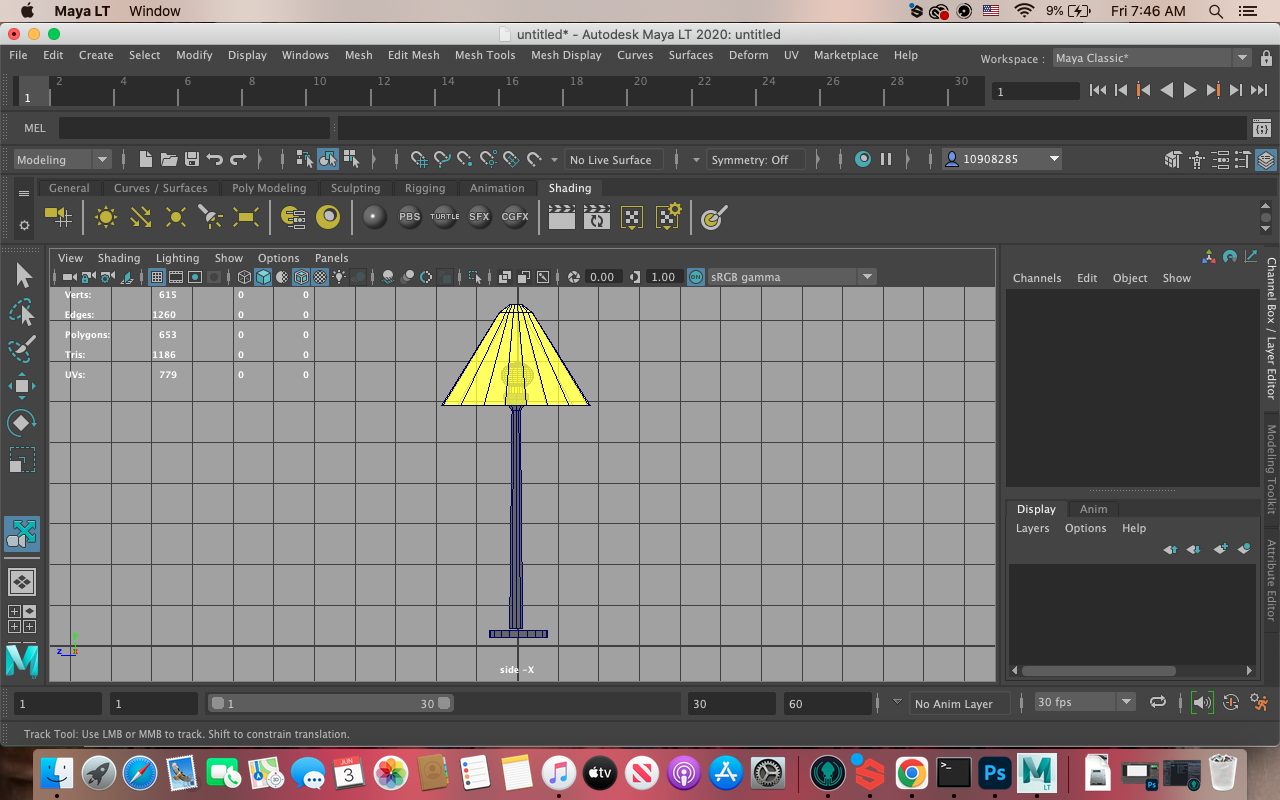 Maya LT Window 9% Fri 7:46 AM
untitled* - Autodesk Maya LT 2020: untitled
File Edit Create Select Modify Display Windows Mesh Edit Mesh Mesh Tools Mesh Display Curves Surfaces Deform UV Marketplace Help Workspace : Maya Classic*
2 4 6 8 10 12 14 16 18 20 22 24 26 28 30
1 1
MEL
Modeling No Live Surface Symmetry: Off 10908285
General Curves / Surfaces Poly Modeling Sculpting Rigging Animation Shading
PBS TURTLE SFX CGFX
View Shading Lighting Show Options Panels
0.00 1.00 ON sRGB gamma
Channels Edit Object Show
Verts: 615 0 0
Edges: 1260 0 0
Polygons: 653 0 0
Tris: 1186 0 0
UVs: 779 0 0
Channel Box / Layer Editor
Modeling Toolkit
Attribute Editor
Display Anim
Layers Options Help
y
z x
side -X
1 1 1 30 30 60 No Anim Layer 30 fps
Track Tool: Use LMB or MMB to track. Shift to constrain translation.
JUN
3
tv
>_
Ps
M
LT
Ps